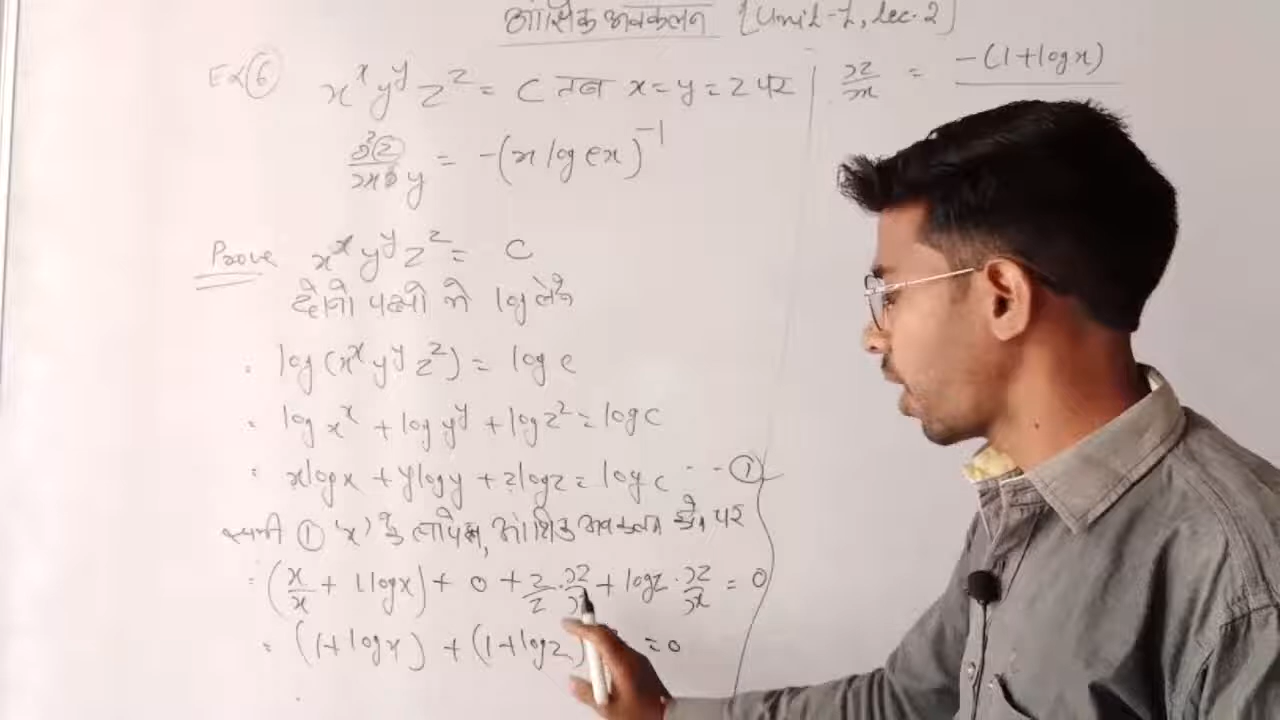 आंशिक अवकलन [Unit-1, Lec. 2]
Ex ⑥ x^x y^y z^z = C तब x = y = z पर
∂²z/∂x∂y = -(x log ex)^-1
Prove x^x y^y z^z = C
दोनो पक्षो में log लेने
log (x^x y^y z^z) = log c
= log x^x + log y^y + log z^z = log c
= x log x + y log y + z log z = log c -- ①
समी ① 'x' के सापेक्ष, आंशिक अवकलन करने पर
= (x/x + 1 log x) + 0 + z/z · ∂z/∂x + log z · ∂z/∂x = 0
= (1 + log x) + (1 + log z) = 0
∂z/∂x = -(1 + log x)